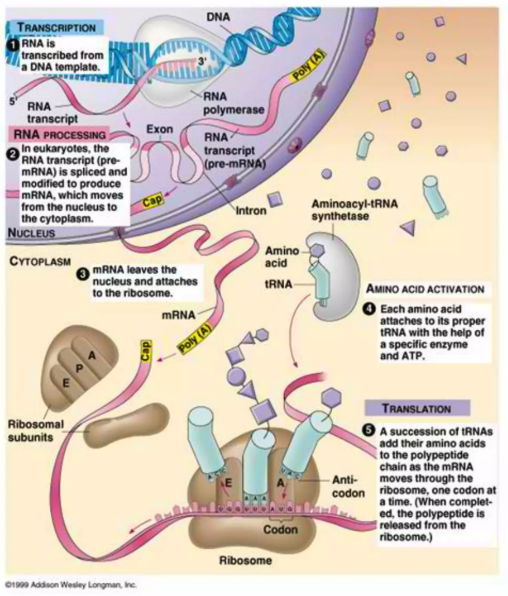 DNA
TRANSCRIPTION
1 RNA is
transcribed from
a DNA template.
3'
Poly (A)
5'
RNA
transcript
RNA
polymerase
RNA PROCESSING
Exon
RNA
transcript
(pre-mRNA)
2 In eukaryotes, the
RNA transcript (pre-
mRNA) is spliced and
modified to produce
mRNA, which moves
from the nucleus to
the cytoplasm.
Cap
Intron
NUCLEUS
Aminoacyl-tRNA
synthetase
CYTOPLASM
Amino
acid
tRNA
3 mRNA leaves the
nucleus and attaches
to the ribosome.
AMINO ACID ACTIVATION
mRNA
4 Each amino acid
attaches to its proper
tRNA with the help of
a specific enzyme
and ATP.
Cap
Poly (A)
A
P
E
Ribosomal
subunits
TRANSLATION
5 A succession of tRNAs
add their amino acids
to the polypeptide
chain as the mRNA
moves through the
ribosome, one codon at
a time. (When complet-
ed, the polypeptide is
released from the
ribosome.)
E
A
Anti-
codon
A A A
U G G U U U A U G
Codon
Ribosome
©1999 Addison Wesley Longman, Inc.